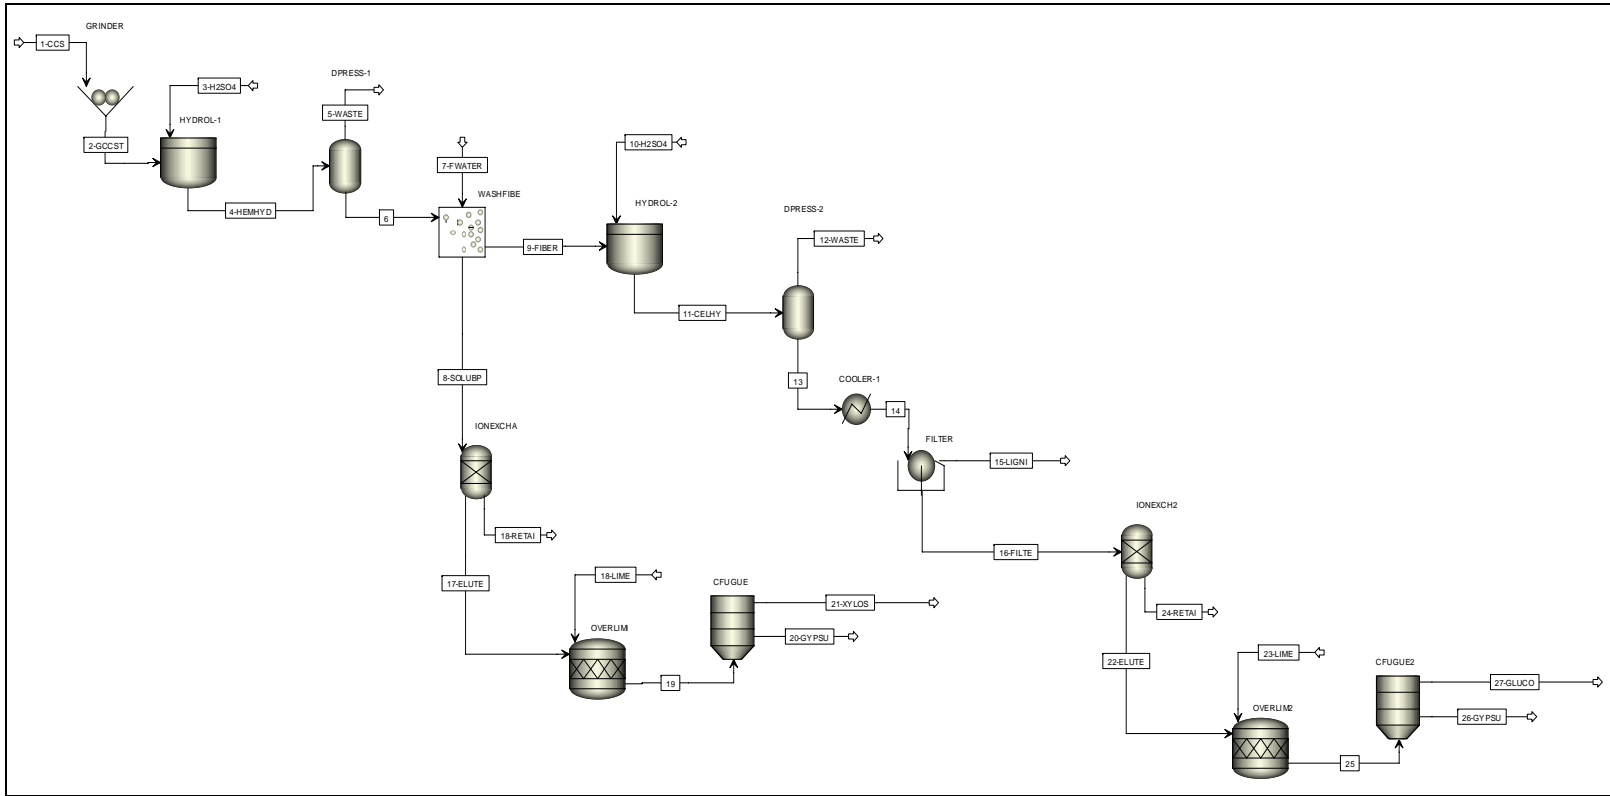 GRINDER
1-CCS
DPRESS-1
3-H2SO4
5-WASTE
HYDROL-1
2-GCCST
10-H2SO4
7-FWATER
WASHFIBE
HYDROL-2
DPRESS-2
4-HEMHYD
6
12-WASTE
9-FIBER
11-CELHY
8-SOLUBP
13
COOLER-1
14
IONEXCHA
FILTER
15-LIGNI
IONEXCH2
18-RETAI
16-FILTE
17-ELUTE
18-LIME
CFUGUE
21-XYLOS
24-RETAI
OVERLIMI
20-GYPSU
22-ELUTE
23-LIME
CFUGUE2
19
27-GLUCO
OVERLIM2
26-GYPSU
25